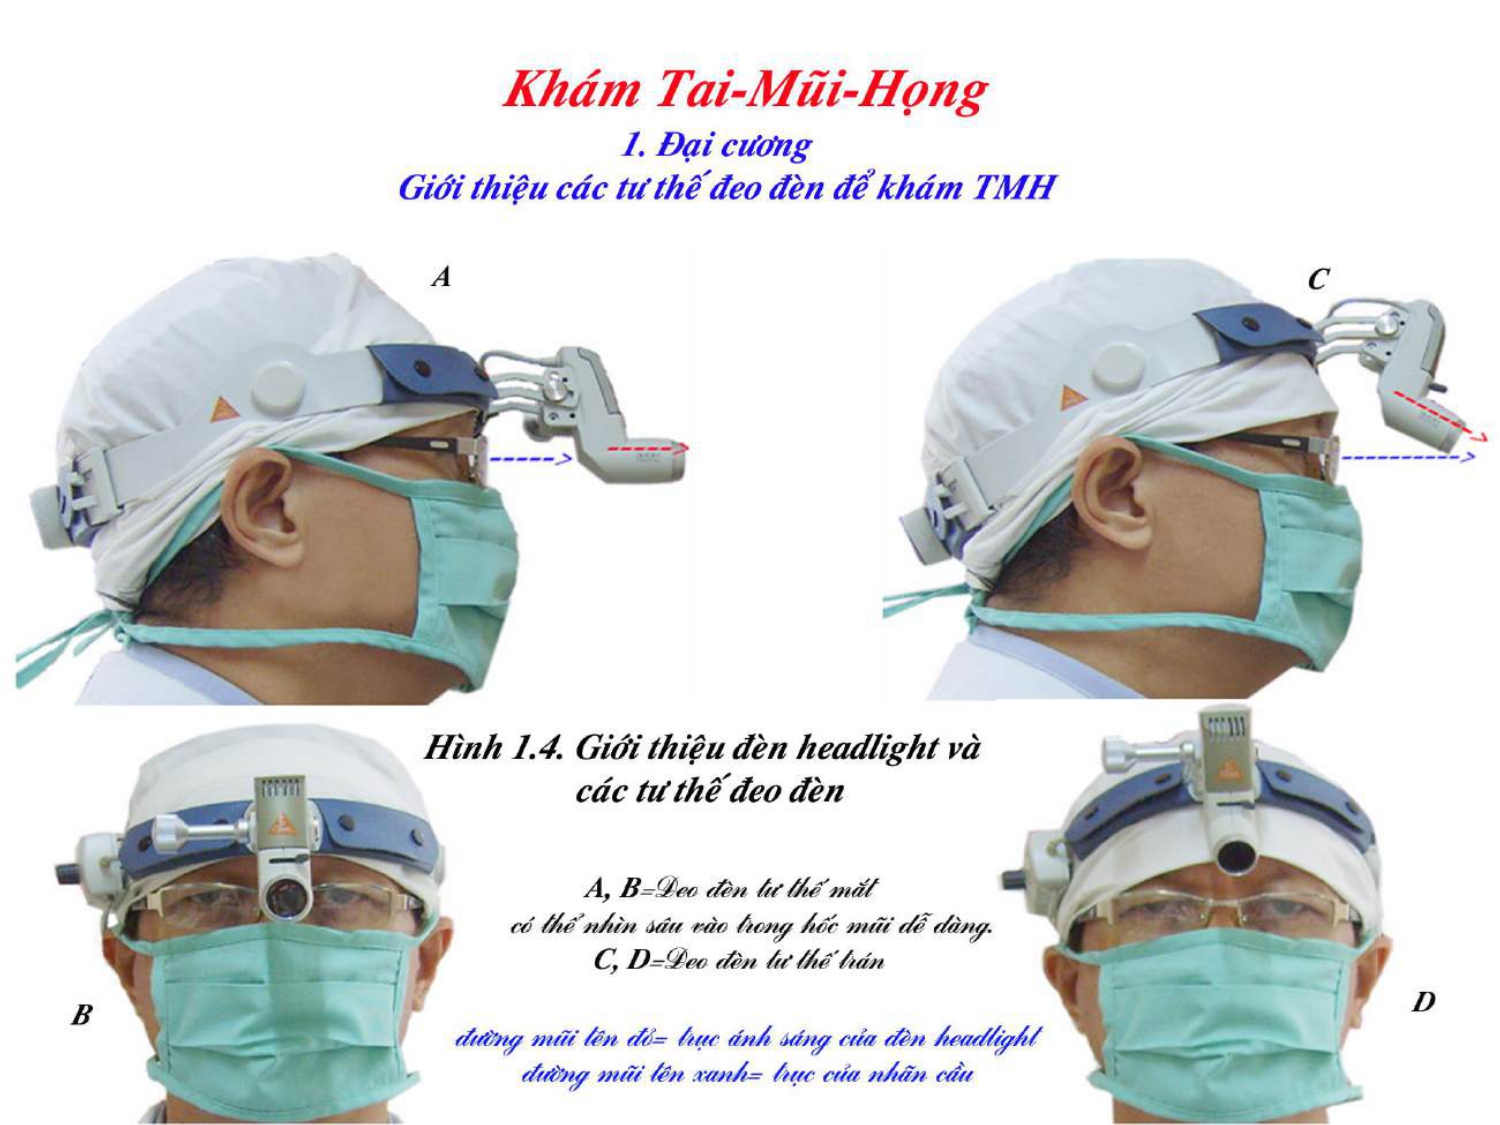 Khám Tai-Mũi-Họng
1. Đại cương
Giới thiệu các tư thế đeo đèn để khám TMH
A
C
Hình 1.4. Giới thiệu đèn headlight và
các tư thế đeo đèn
A, B=Đeo đèn tư thế mắt
có thể nhìn sâu vào trong hốc mũi dễ dàng.
C, D=Đeo đèn tư thế trán
B
D
đường mũi tên đỏ= trục ánh sáng của đèn headlight
đường mũi tên xanh= trục của nhãn cầu